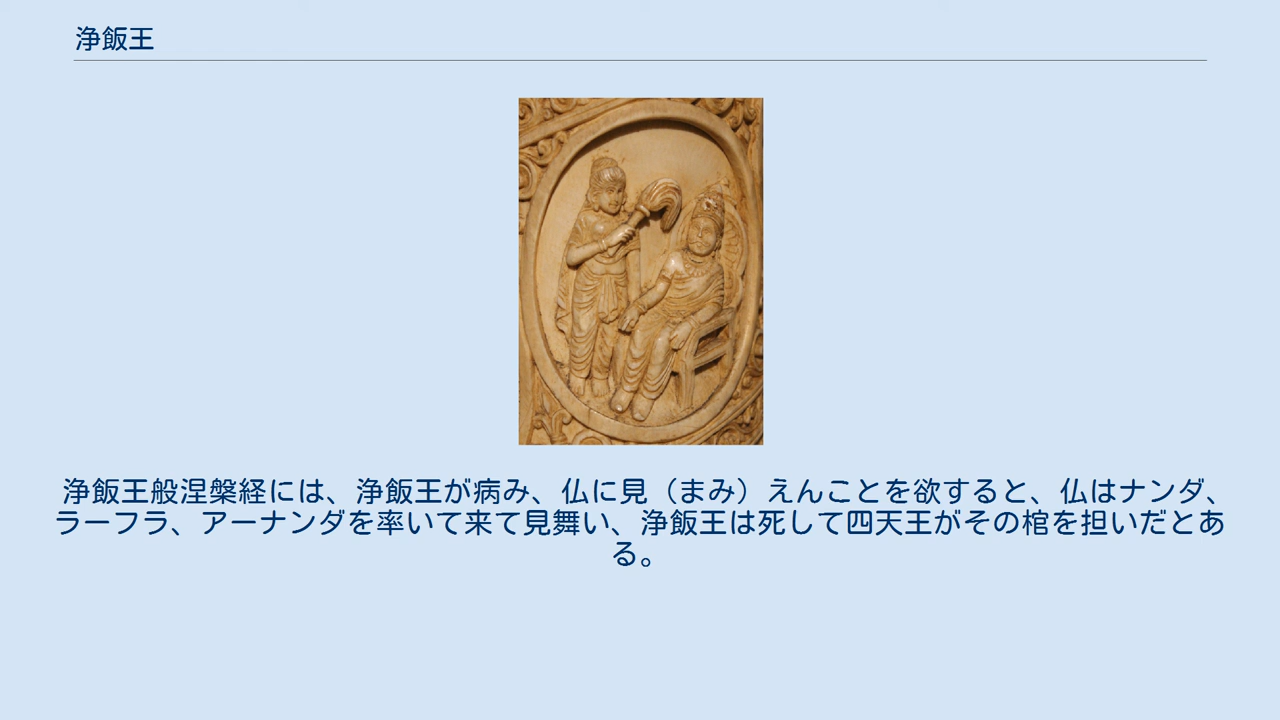 浄飯王
浄飯王般涅槃経には、浄飯王が病み、仏に見（まみ）えんことを欲すると、仏はナンダ、
ラーフラ、アーナンダを率いて来て見舞い、浄飯王は死して四天王がその棺を担いだとあ
る。